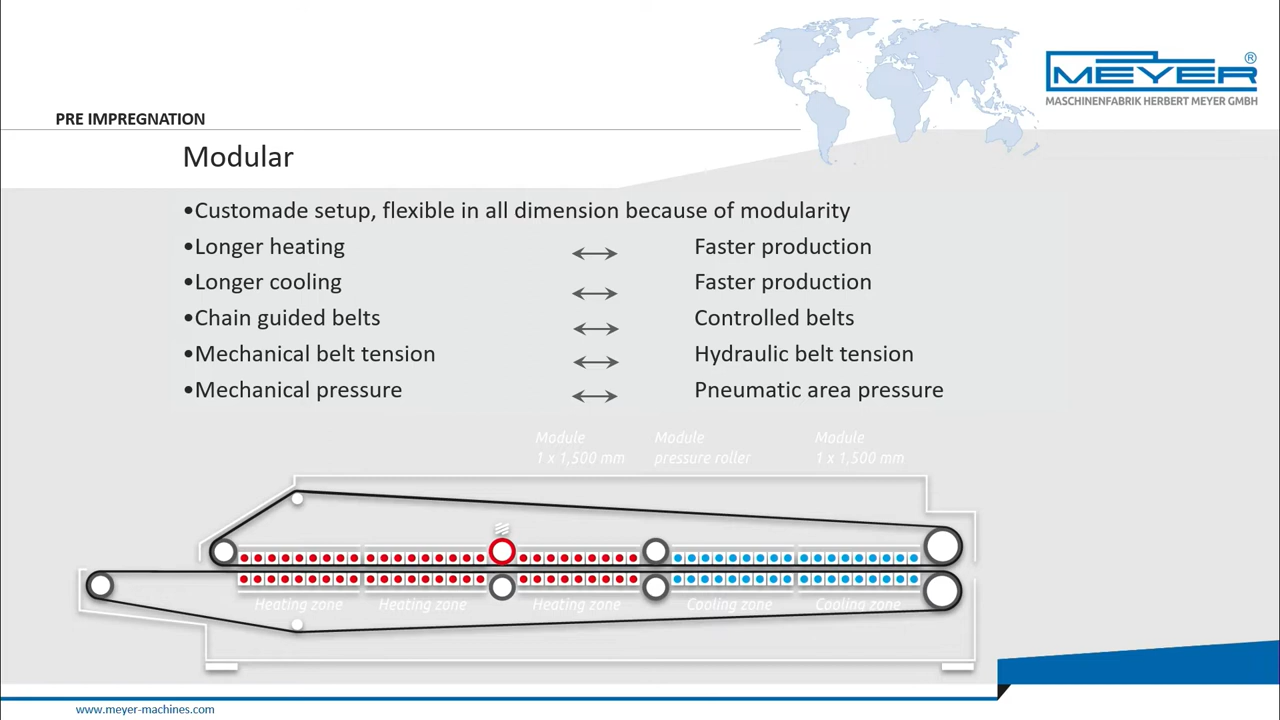 MEYER®
MASCHINENFABRIK HERBERT MEYER GMBH
PRE IMPREGNATION
Modular
•Customade setup, flexible in all dimension because of modularity
•Longer heating ↔ Faster production
•Longer cooling ↔ Faster production
•Chain guided belts ↔ Controlled belts
•Mechanical belt tension ↔ Hydraulic belt tension
•Mechanical pressure ↔ Pneumatic area pressure
Module Module Module
1 x 1,500 mm pressure roller 1 x 1,500 mm
Heating zone Heating zone Heating zone Cooling zone Cooling zone
www.meyer-machines.com